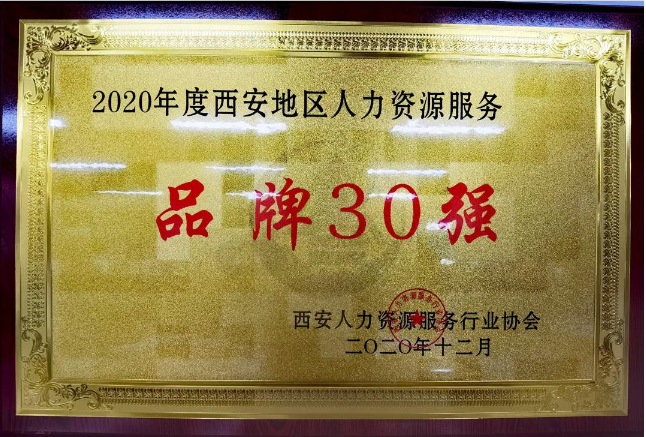 2020年度西安地区人力资源服务
品牌30强
西安人力资源服务行业协会
二〇二〇年十二月